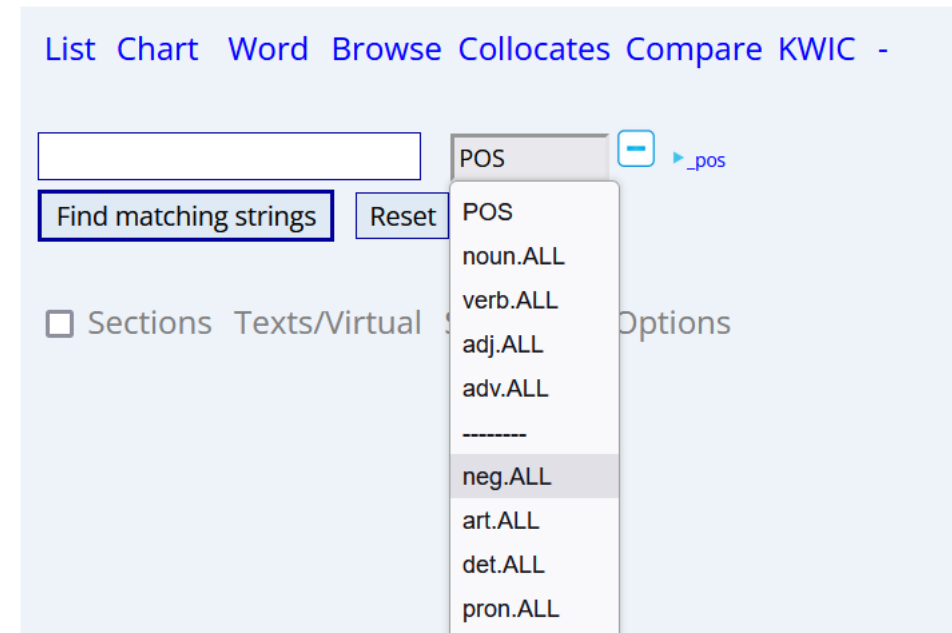 List Chart Word Browse Collocates Compare KWIC -
POS
_pos
Find matching strings Reset
POS
noun.ALL
verb.ALL
adj.ALL
adv.ALL
--------
neg.ALL
art.ALL
det.ALL
pron.ALL
Sections Texts/Virtual Options